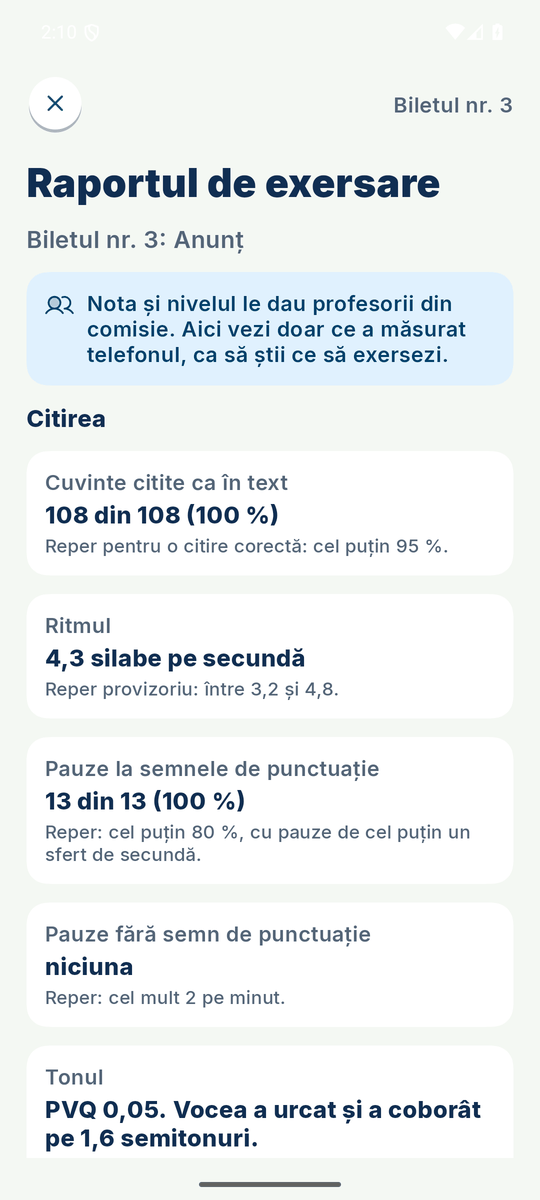 2:10
Biletul nr. 3
Raportul de exersare
Biletul nr. 3: Anunț
Nota și nivelul le dau profesorii din
comisie. Aici vezi doar ce a măsurat
telefonul, ca să știi ce să exersezi.
Citirea
Cuvinte citite ca în text
108 din 108 (100 %)
Reper pentru o citire corectă: cel puțin 95 %.
Ritmul
4,3 silabe pe secundă
Reper provizoriu: între 3,2 și 4,8.
Pauze la semnele de punctuație
13 din 13 (100 %)
Reper: cel puțin 80 %, cu pauze de cel puțin un
sfert de secundă.
Pauze fără semn de punctuație
niciuna
Reper: cel mult 2 pe minut.
Tonul
PVQ 0,05. Vocea a urcat și a coborât
pe 1,6 semitonuri.